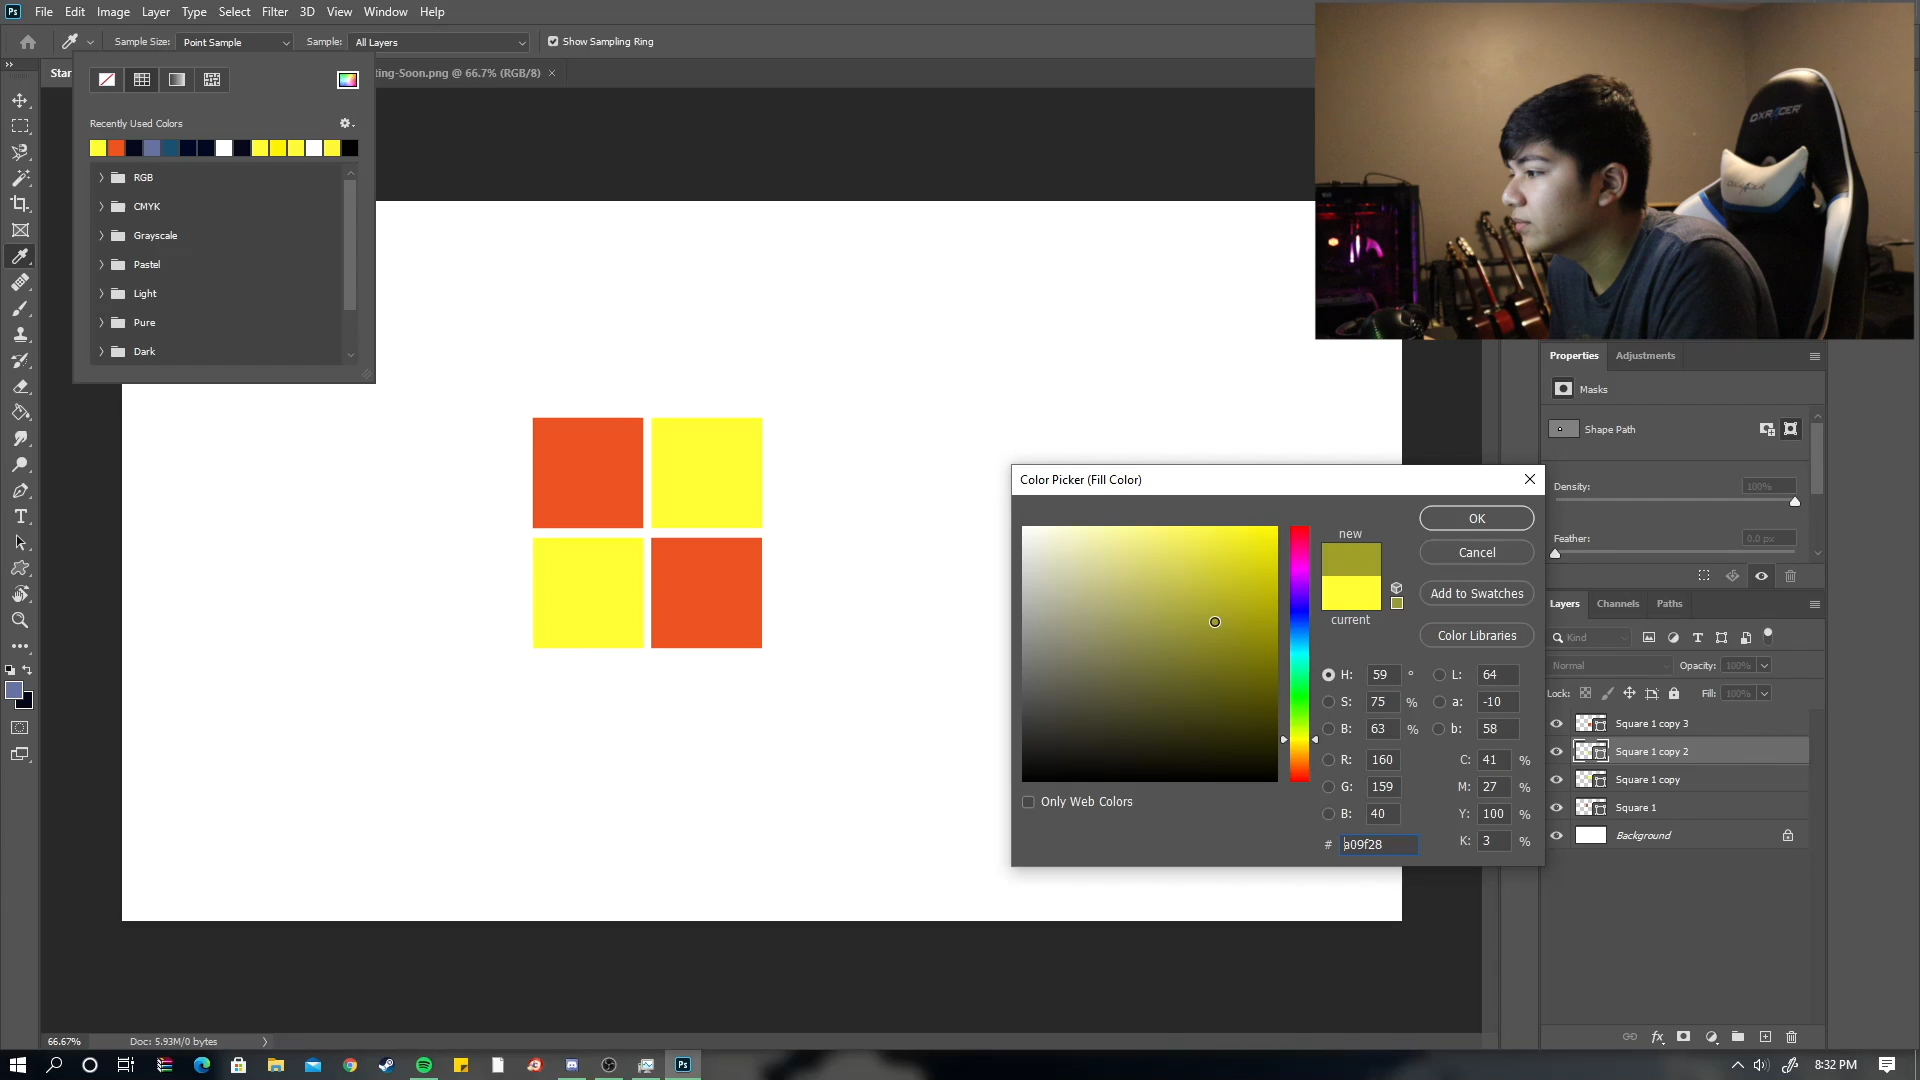 Ps File Edit Image Layer Type Select Filter 3D View Window Help
Sample Size: Point Sample Sample: All Layers Show Sampling Ring
Star ting-Soon.png @ 66.7% (RGB/8) ×
Recently Used Colors
RGB
CMYK
Grayscale
Pastel
Light
Pure
Dark
DXRACER
Properties Adjustments
Masks
Shape Path
Density: 100%
Feather: 0.0 px
Color Picker (Fill Color)
new
current
OK
Cancel
Add to Swatches
Color Libraries
H: 59 ° L: 64
S: 75 % a: -10
B: 63 % b: 58
R: 160 C: 41 %
G: 159 M: 27 %
B: 40 Y: 100 %
# a09f28 K: 3 %
Only Web Colors
Layers Channels Paths
Kind
Normal Opacity: 100%
Lock: Fill: 100%
Square 1 copy 3
Square 1 copy 2
Square 1 copy
Square 1
Background
T
66.67% Doc: 5.93M/0 bytes
Ps 8:32 PM